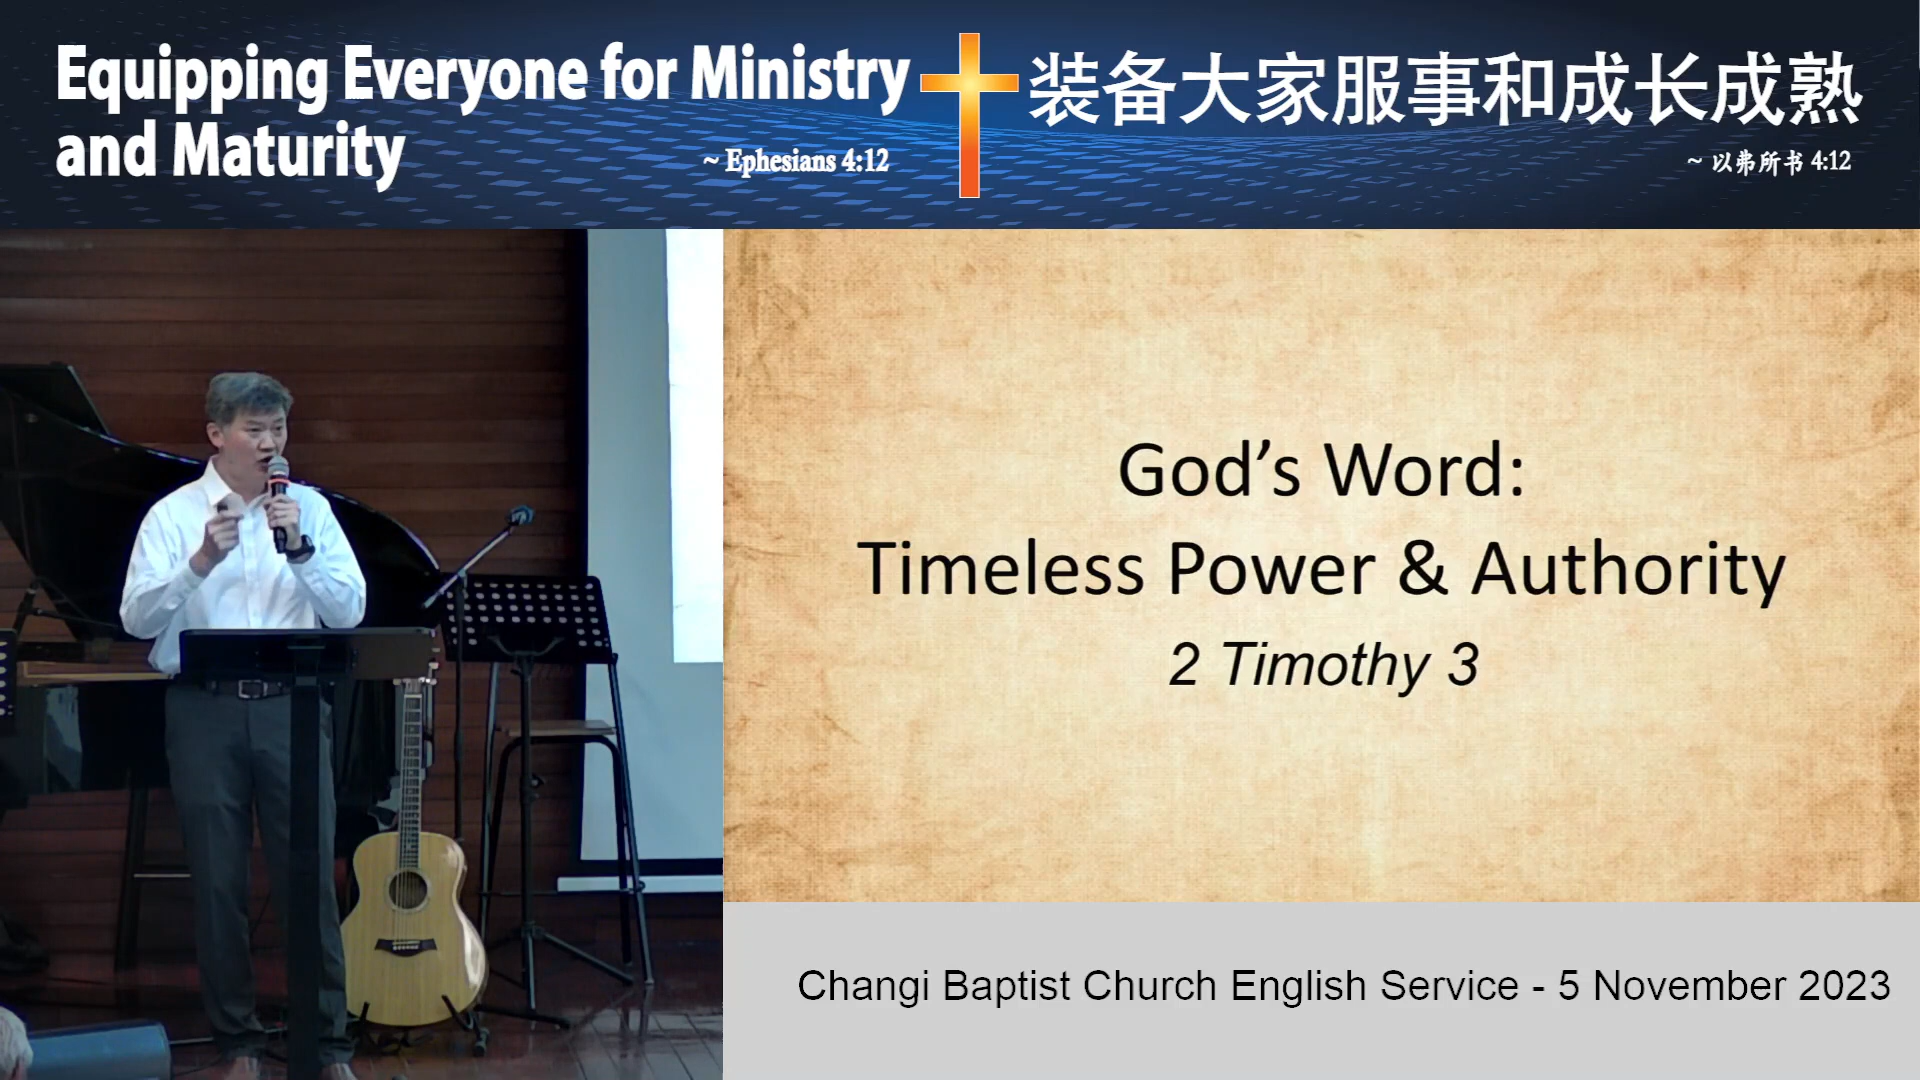 Equipping Everyone for Ministry
and Maturity
~ Ephesians 4:12
装备大家服事和成长成熟
~ 以弗所书 4:12
God’s Word:
Timeless Power & Authority
2 Timothy 3
Changi Baptist Church English Service - 5 November 2023